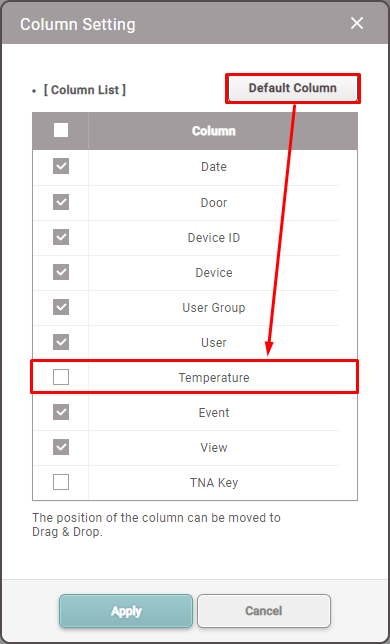 Column Setting
• [ Column List ]
Default Column
Column
Date
Door
Device ID
Device
User Group
User
Temperature
Event
View
TNA Key
The position of the column can be moved to
Drag & Drop.
Apply
Cancel